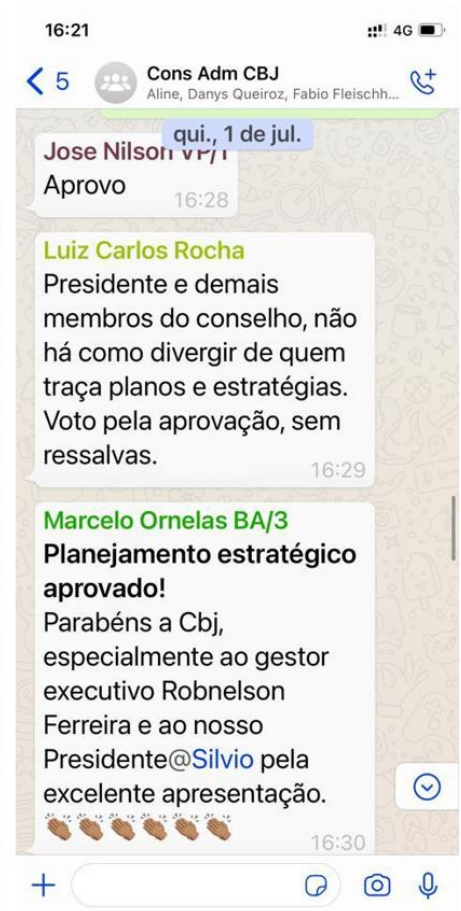 16:21
4G
5
Cons Adm CBJ
Aline, Danys Queiroz, Fabio Fleischh...
qui., 1 de jul.
Jose Nilson VP/1
Aprovo
16:28
Luiz Carlos Rocha
Presidente e demais
membros do conselho, não
há como divergir de quem
traça planos e estratégias.
Voto pela aprovação, sem
ressalvas.
16:29
Marcelo Ornelas BA/3
Planejamento estratégico
aprovado!
Parabéns a Cbj,
especialmente ao gestor
executivo Robnelson
Ferreira e ao nosso
Presidente@Silvio pela
excelente apresentação.
👏🏽👏🏽👏🏽👏🏽👏🏽👏🏽
16:30